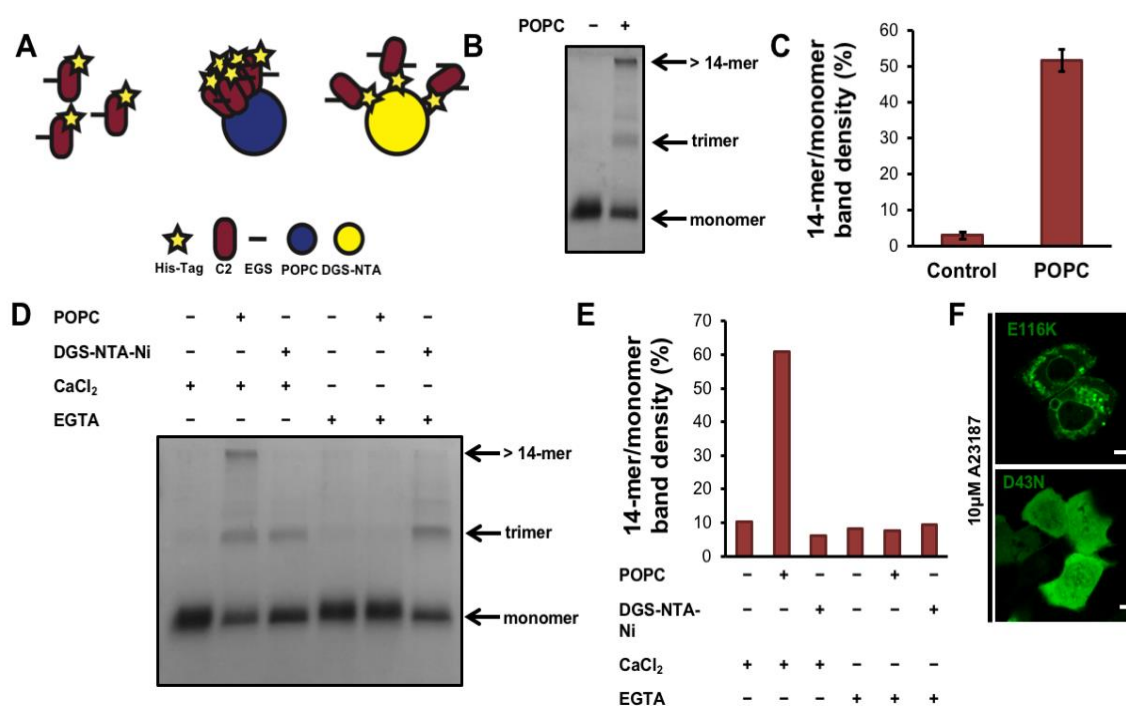 A
His-Tag C2 EGS POPC DGS-NTA
B
POPC – +
> 14-mer
trimer
monomer
C
14-mer/monomer
band density (%)
60
50
40
30
20
10
0
Control POPC
D
POPC – + – – + –
DGS-NTA-Ni – – + – – +
CaCl₂ + + + – – –
EGTA – – – + + +
> 14-mer
trimer
monomer
E
14-mer/monomer
band density (%)
70
60
50
40
30
20
10
0
POPC – + – – + –
DGS-NTA-
Ni – – + – – +
CaCl₂ + + + – – –
EGTA – – – + + +
F
10μM A23187
E116K
D43N